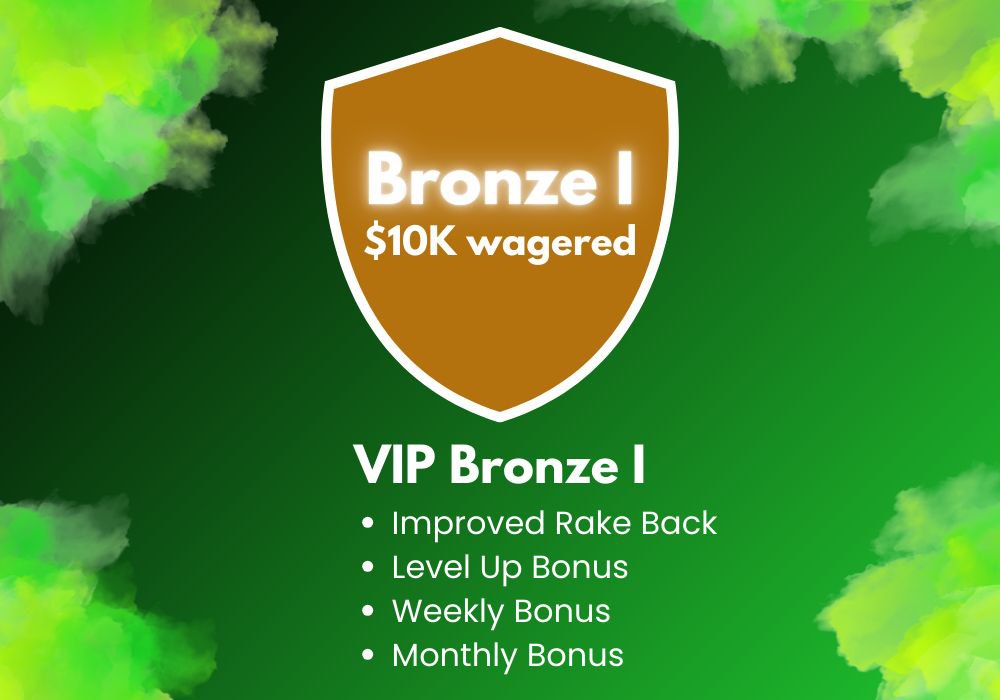 Bronze I
$10K wagered
VIP Bronze I
• Improved Rake Back
• Level Up Bonus
• Weekly Bonus
• Monthly Bonus